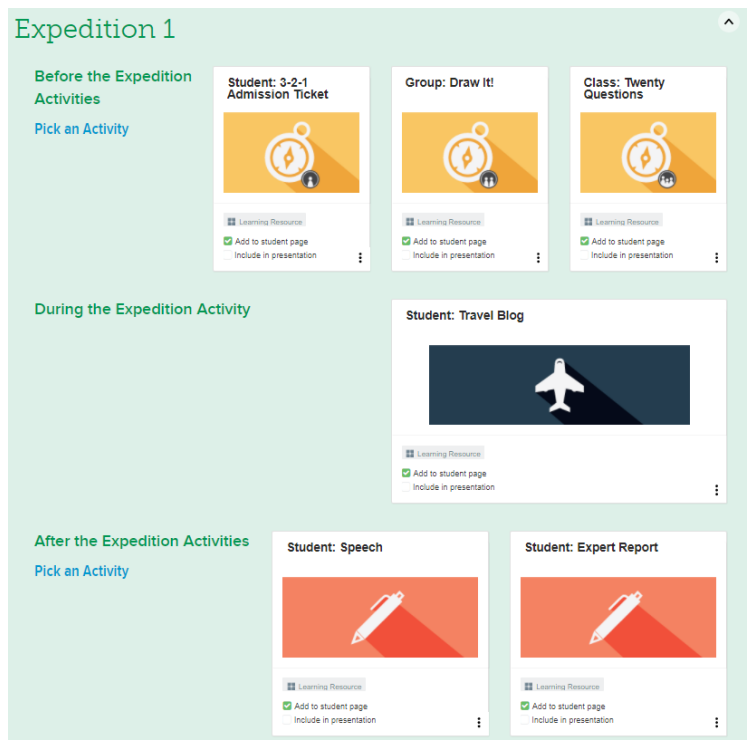 Expedition 1
Before the Expedition
Activities
Pick an Activity
Student: 3-2-1
Admission Ticket
Learning Resource
Add to student page
Include in presentation
Group: Draw It!
Learning Resource
Add to student page
Include in presentation
Class: Twenty
Questions
Learning Resource
Add to student page
Include in presentation
During the Expedition Activity
Student: Travel Blog
Learning Resource
Add to student page
Include in presentation
After the Expedition Activities
Pick an Activity
Student: Speech
Learning Resource
Add to student page
Include in presentation
Student: Expert Report
Learning Resource
Add to student page
Include in presentation